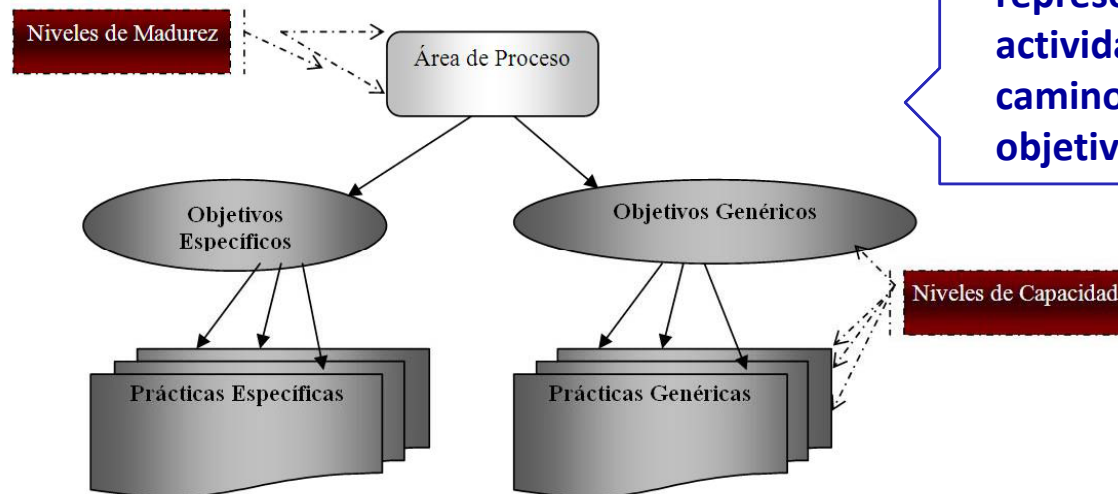 Niveles de Madurez
Área de Proceso
activida
camino
objetiv
Objetivos
Específicos
Objetivos Genéricos
Niveles de Capacidad
Prácticas Específicas
Prácticas Genéricas